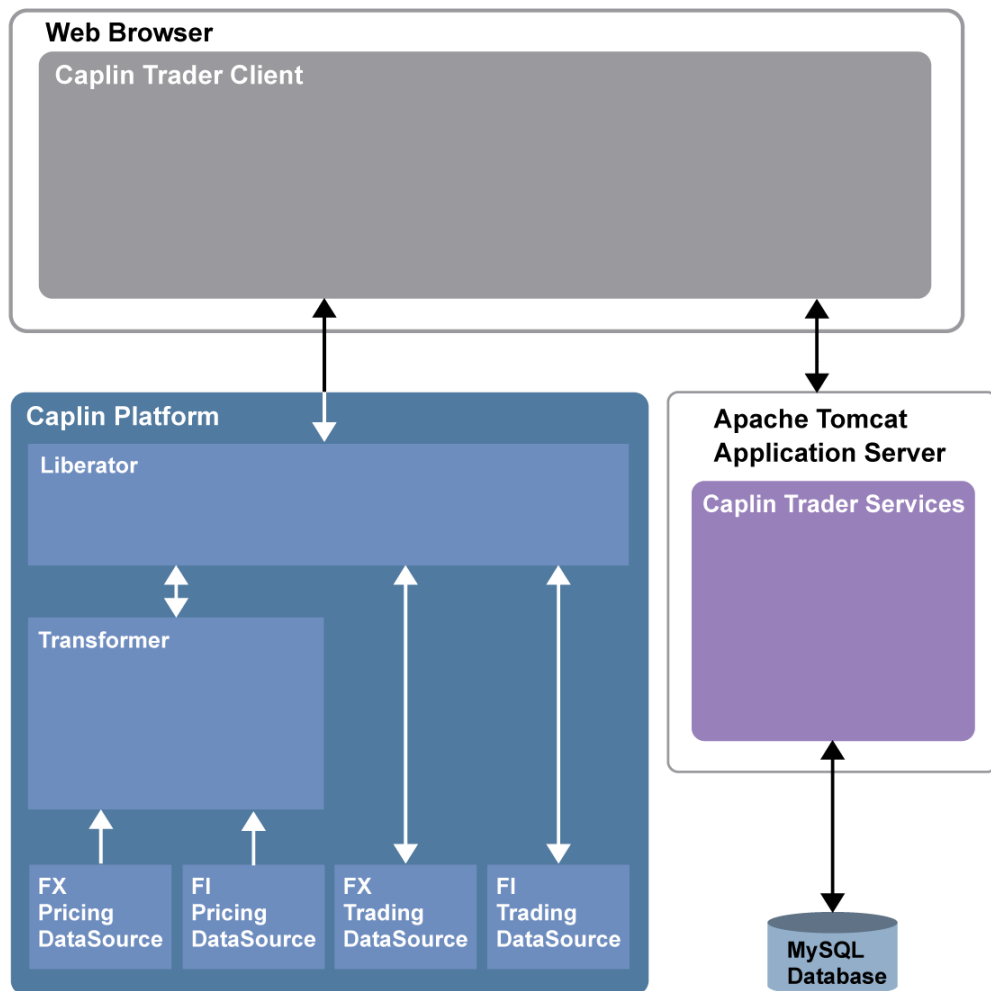 Web Browser
Caplin Trader Client
Caplin Platform
Liberator
Transformer
FX
Pricing
DataSource
FI
Pricing
DataSource
FX
Trading
DataSource
FI
Trading
DataSource
Apache Tomcat
Application Server
Caplin Trader Services
MySQL
Database